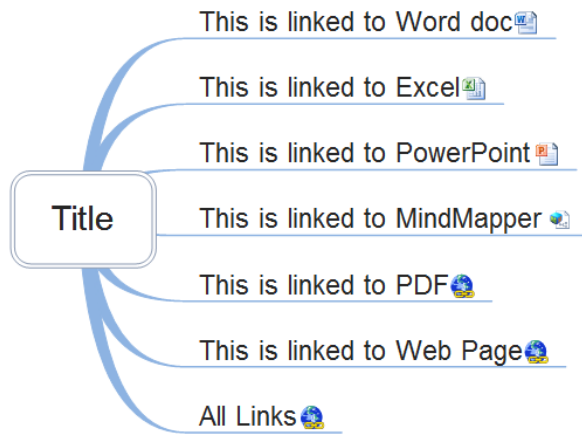 This is linked to Word doc
This is linked to Excel
This is linked to PowerPoint
Title
This is linked to MindMapper
This is linked to PDF
This is linked to Web Page
All Links